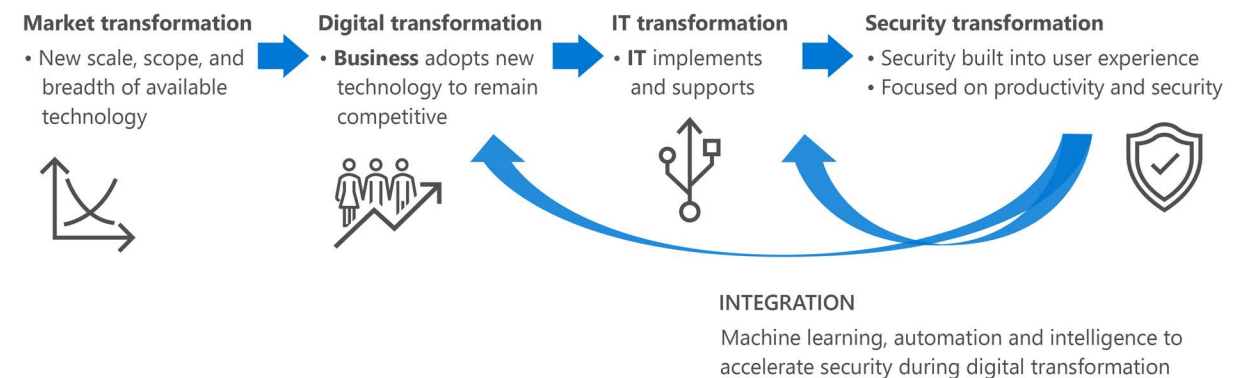 Market transformation
• New scale, scope, and
breadth of available
technology
Digital transformation
• Business adopts new
technology to remain
competitive
IT transformation
• IT implements
and supports
Security transformation
• Security built into user experience
• Focused on productivity and security
INTEGRATION
Machine learning, automation and intelligence to
accelerate security during digital transformation